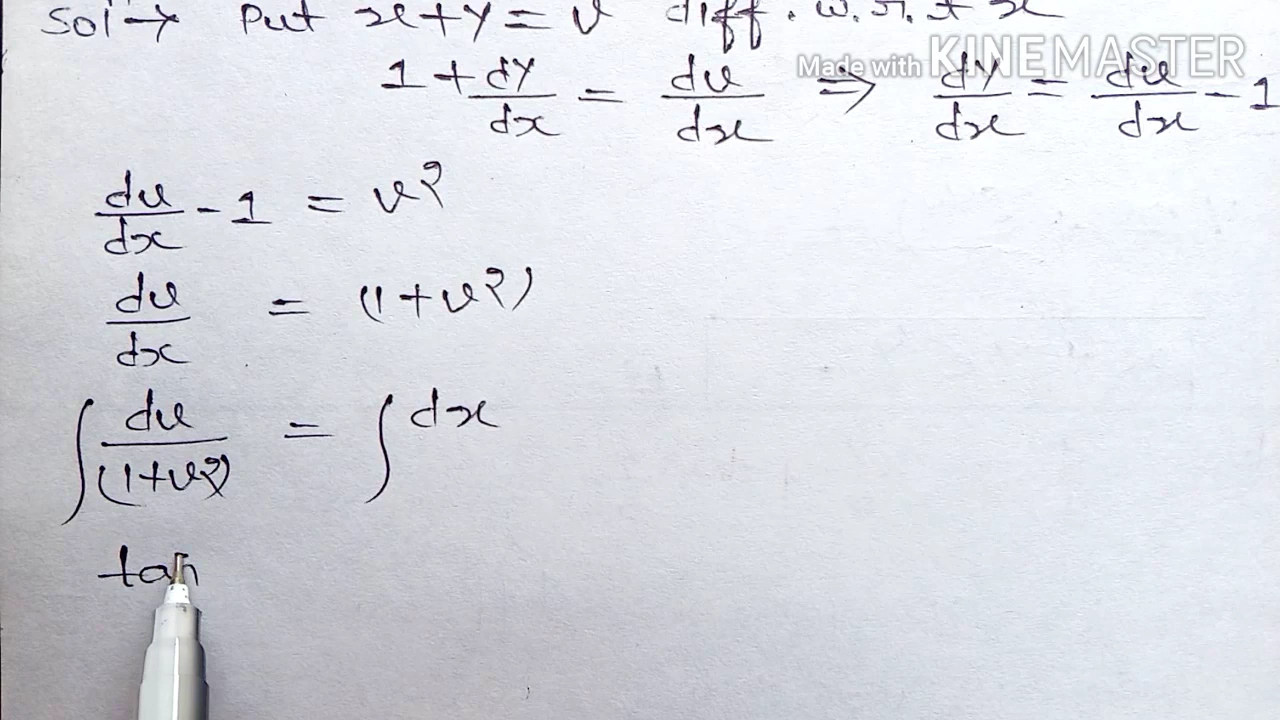 Sol → Put x+y = v diff. w.r.t x
Made with KINEMASTER
1 + dy/dx = dv/dx ⇒ dy/dx = dv/dx - 1
dv/dx - 1 = v²
dv/dx = (1+v²)
∫ dv/(1+v²) = ∫ dx
tan